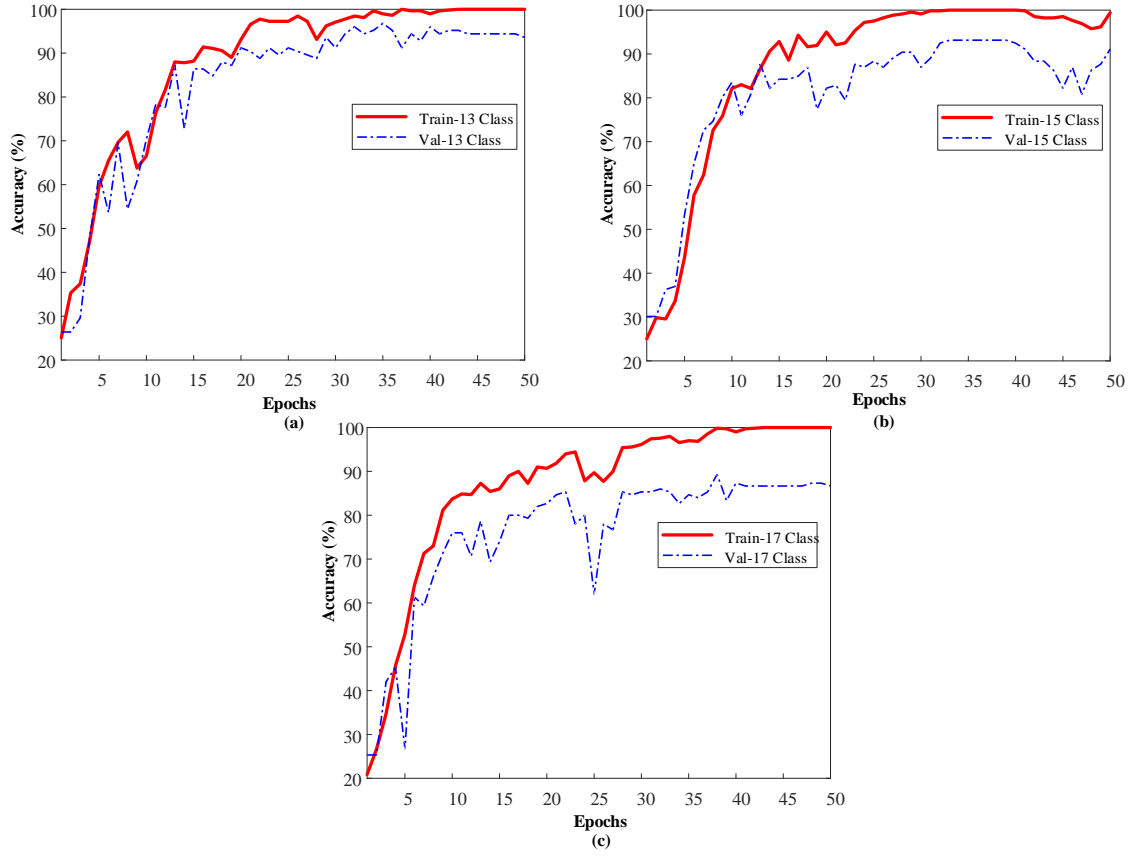 100
90
80
70
60
50
40
30
20
Accuracy (%)
Train-13 Class
Val-13 Class
5 10 15 20 25 30 35 40 45 50
Epochs
(a)
100
90
80
70
60
50
40
30
20
Accuracy (%)
Train-15 Class
Val-15 Class
5 10 15 20 25 30 35 40 45 50
Epochs
(b)
100
90
80
70
60
50
40
30
20
Accuracy (%)
Train-17 Class
Val-17 Class
5 10 15 20 25 30 35 40 45 50
Epochs
(c)